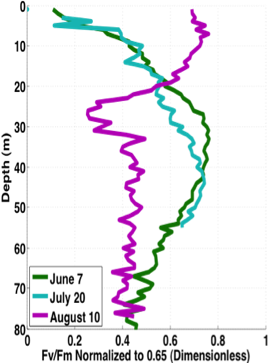 0
10
20
30
40
50
60
70
80
Depth (m)
June 7
July 20
August 10
0 0.2 0.4 0.6 0.8 1
Fv/Fm Normalized to 0.65 (Dimensionless)